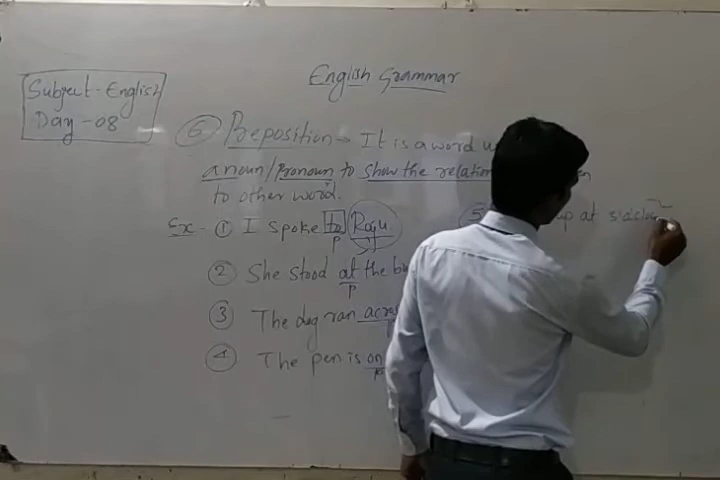 English Grammar
Subject - English
Day - 08
⑥ Preposition → It is a word
a noun/pronoun to show the relation
to other word.
Ex - ① I spoke to Raju.
P
② She stood at the
P
③ The dog ran across
④ The pen is on
P
⑤ up at